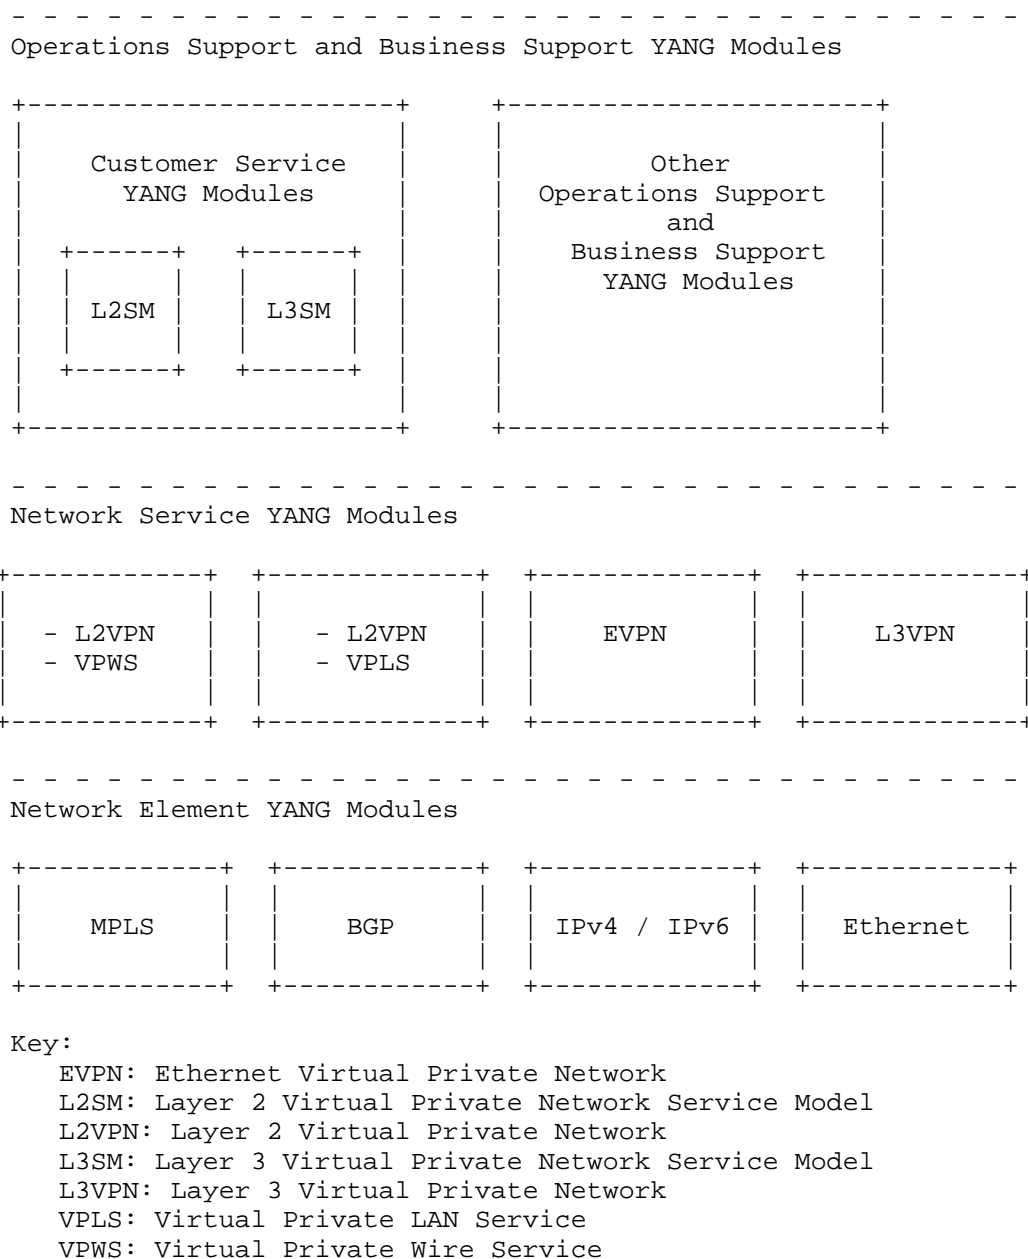 Operations Support and Business Support YANG Modules
Customer Service Other
YANG Modules Operations Support
and
Business Support
YANG Modules
L2SM L3SM
Network Service YANG Modules
- L2VPN - L2VPN EVPN L3VPN
- VPWS - VPLS
Network Element YANG Modules
MPLS BGP IPv4 / IPv6 Ethernet
Key:
EVPN: Ethernet Virtual Private Network
L2SM: Layer 2 Virtual Private Network Service Model
L2VPN: Layer 2 Virtual Private Network
L3SM: Layer 3 Virtual Private Network Service Model
L3VPN: Layer 3 Virtual Private Network
VPLS: Virtual Private LAN Service
VPWS: Virtual Private Wire Service